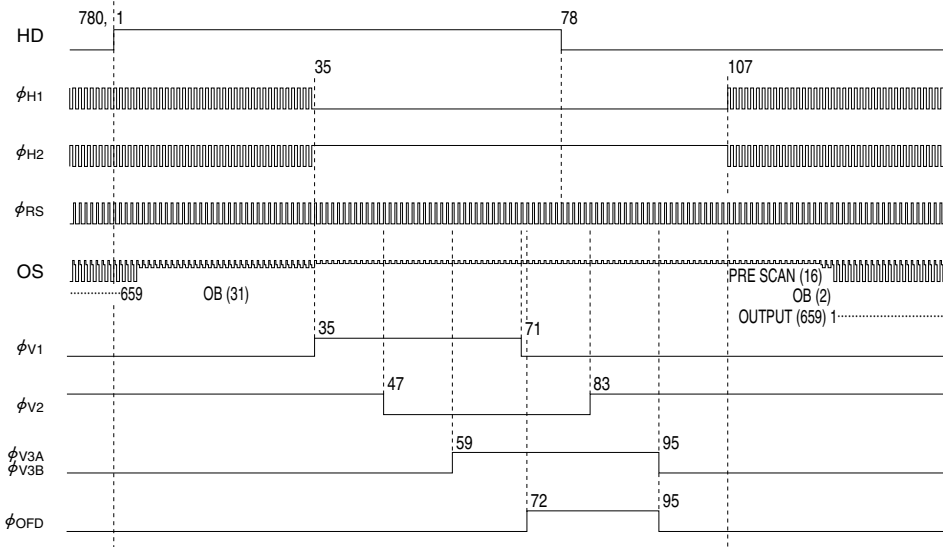 780, 1 78
HD
35 107
ϕH1
ϕH2
ϕRS
OS
PRE SCAN (16)
659 OB (31) OB (2)
OUTPUT (659) 1
35 71
ϕV1
47 83
ϕV2
59 95
ϕV3A
ϕV3B
72 95
ϕOFD